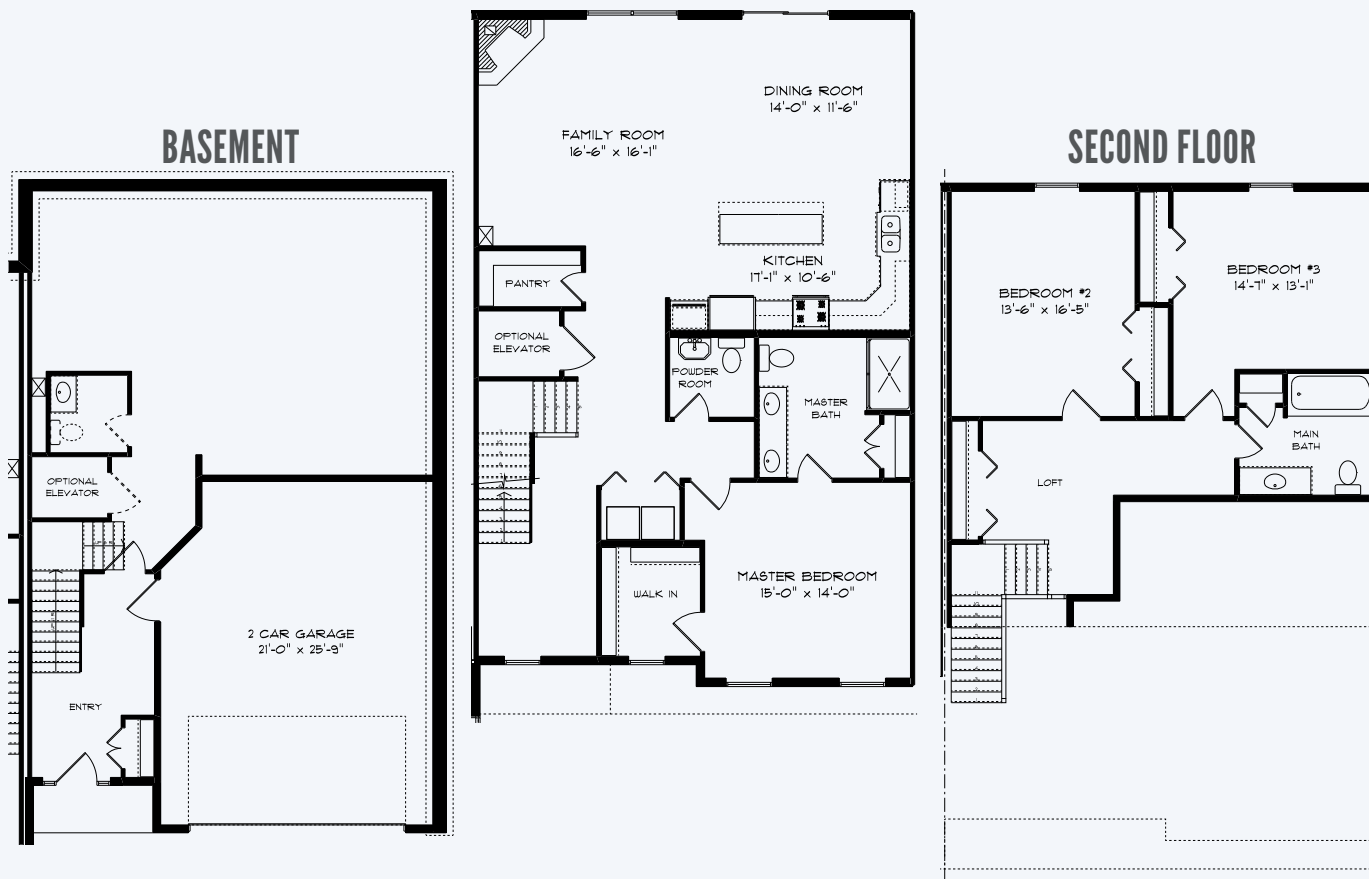 BASEMENT
OPTIONAL
ELEVATOR
2 CAR GARAGE
21'-0" x 25'-9"
ENTRY
DINING ROOM
14'-0" x 11'-6"
FAMILY ROOM
16'-6" x 16'-1"
KITCHEN
17'-1" x 10'-6"
PANTRY
OPTIONAL
ELEVATOR
POWDER
ROOM
MASTER
BATH
MASTER BEDROOM
15'-0" x 14'-0"
WALK IN
SECOND FLOOR
BEDROOM #3
14'-7" x 13'-1"
BEDROOM #2
13'-6" x 16'-5"
MAIN
BATH
LOFT